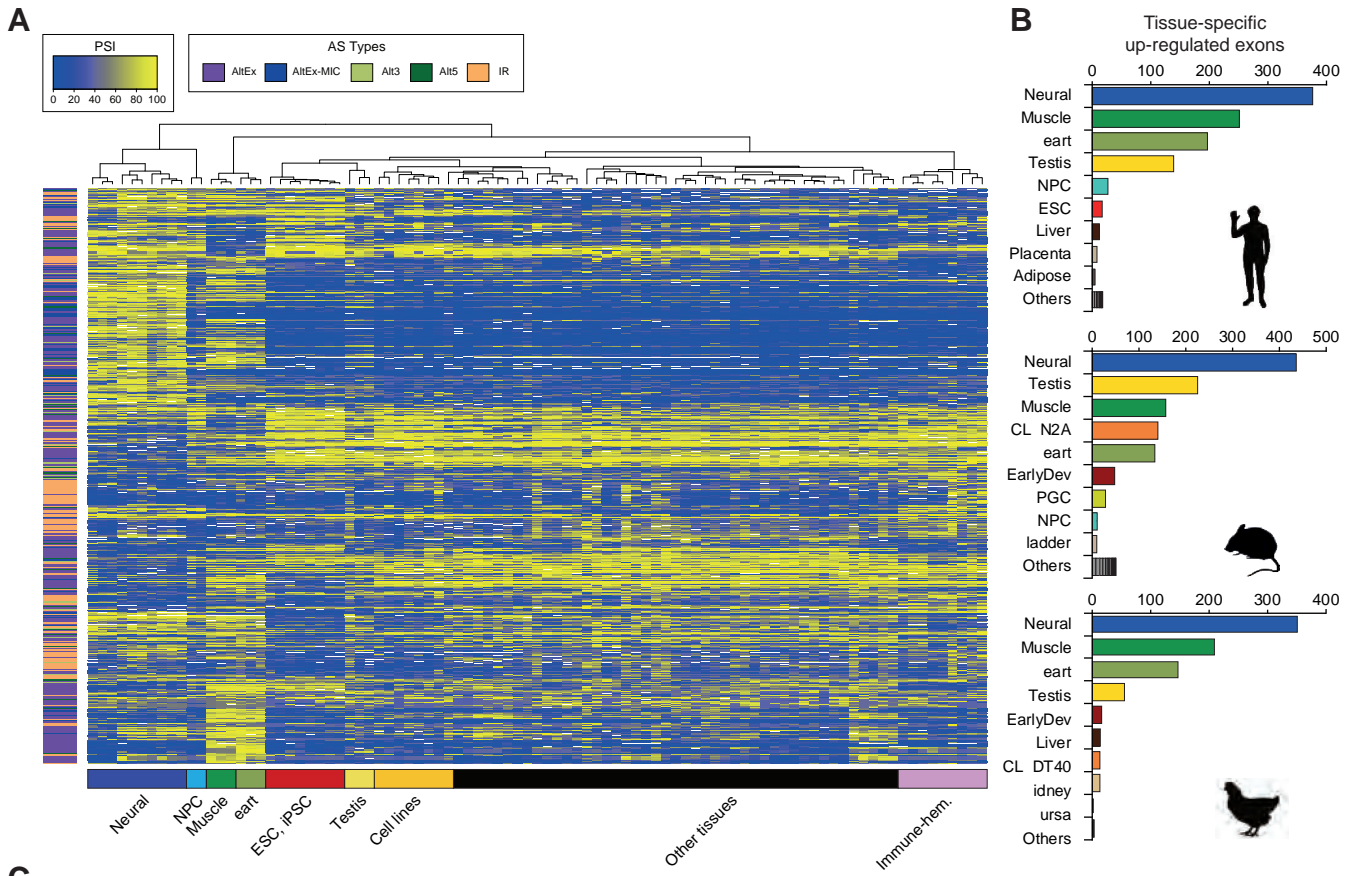 A
PSI
0 20 40 60 80 100
AS Types
AltEx AltEx-MIC Alt3 Alt5 IR
Neural
NPC
Muscle
eart
ESC, iPSC
Testis
Cell lines
Other tissues
Immune-hem.
B
Tissue-specific
up-regulated exons
0 100 200 300 400
Neural
Muscle
eart
Testis
NPC
ESC
Liver
Placenta
Adipose
Others
0 100 200 300 400 500
Neural
Testis
Muscle
CL N2A
eart
EarlyDev
PGC
NPC
ladder
Others
0 100 200 300 400
Neural
Muscle
eart
Testis
EarlyDev
Liver
CL DT40
idney
ursa
Others